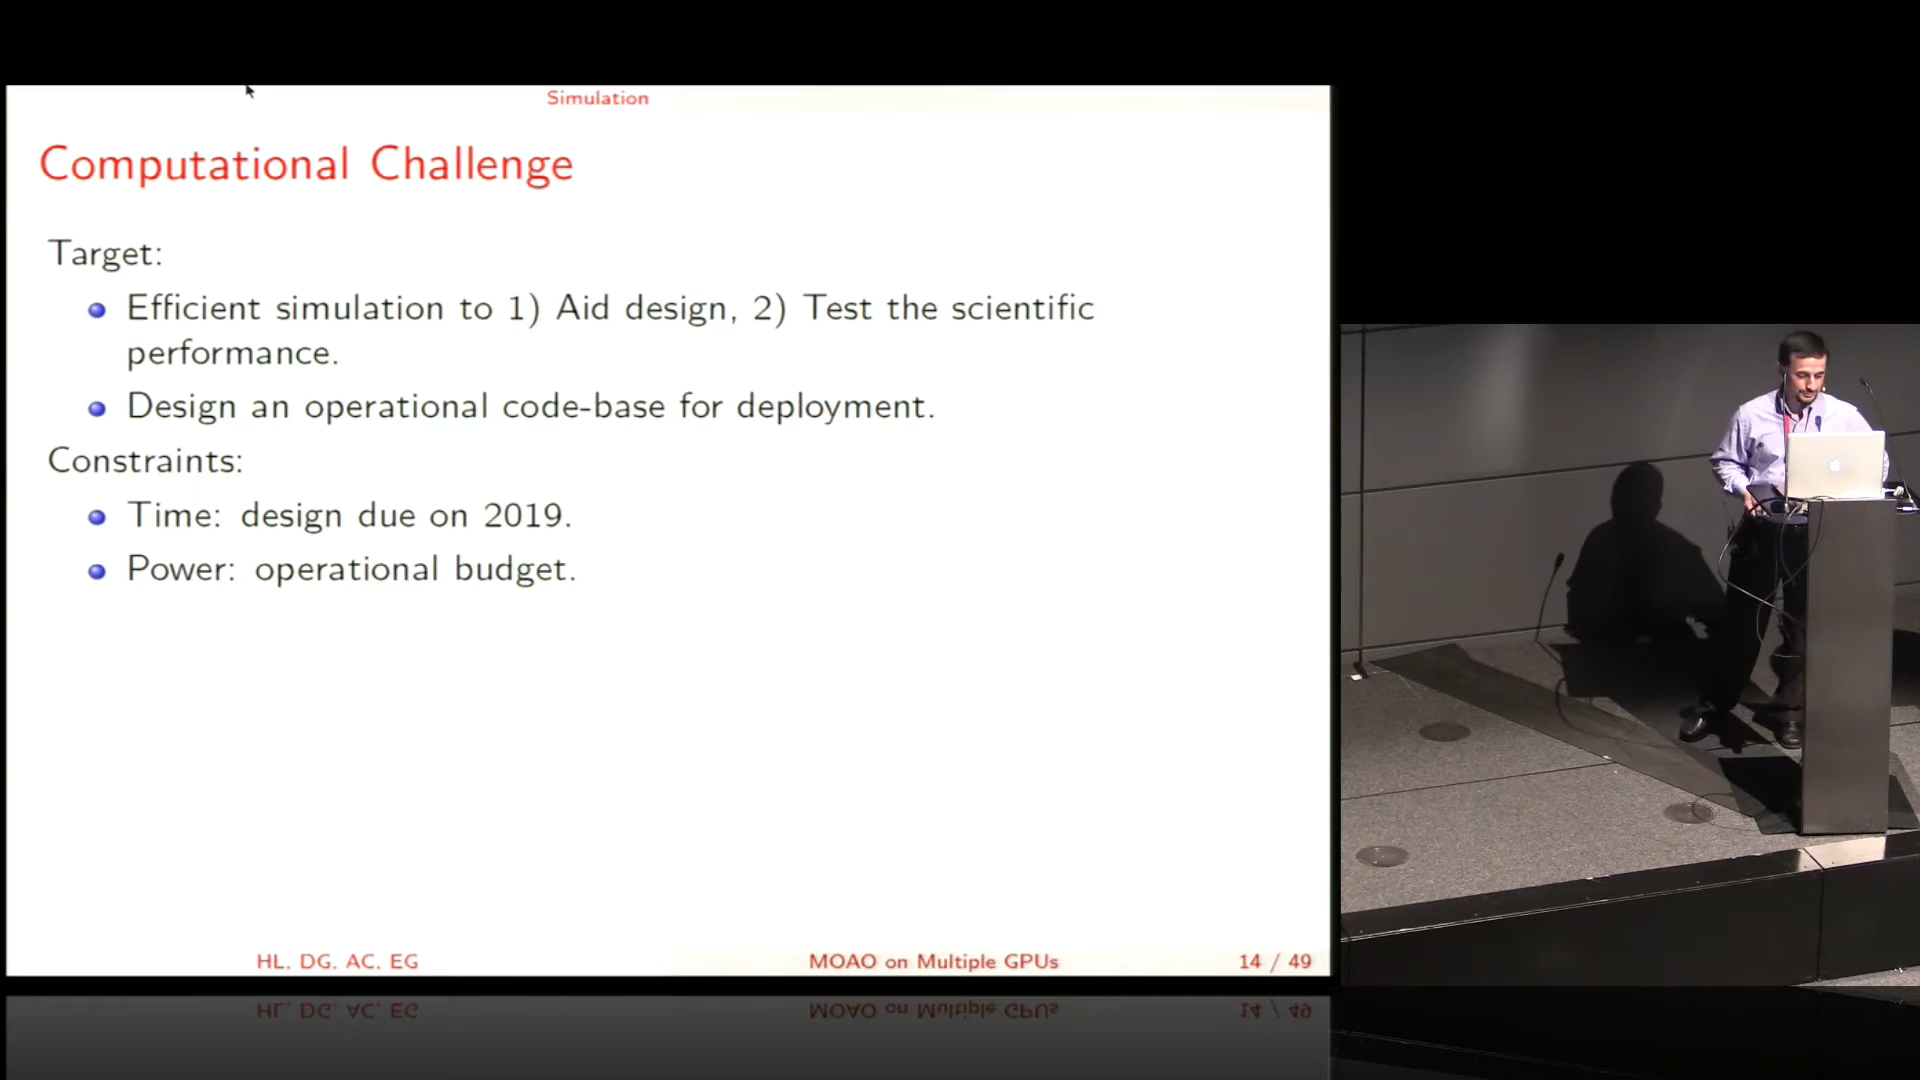 Simulation
Computational Challenge
Target:
Efficient simulation to 1) Aid design, 2) Test the scientific
performance.
Design an operational code-base for deployment.
Constraints:
Time: design due on 2019.
Power: operational budget.
HL, DG, AC, EG
MOAO on Multiple GPUs
14 / 49